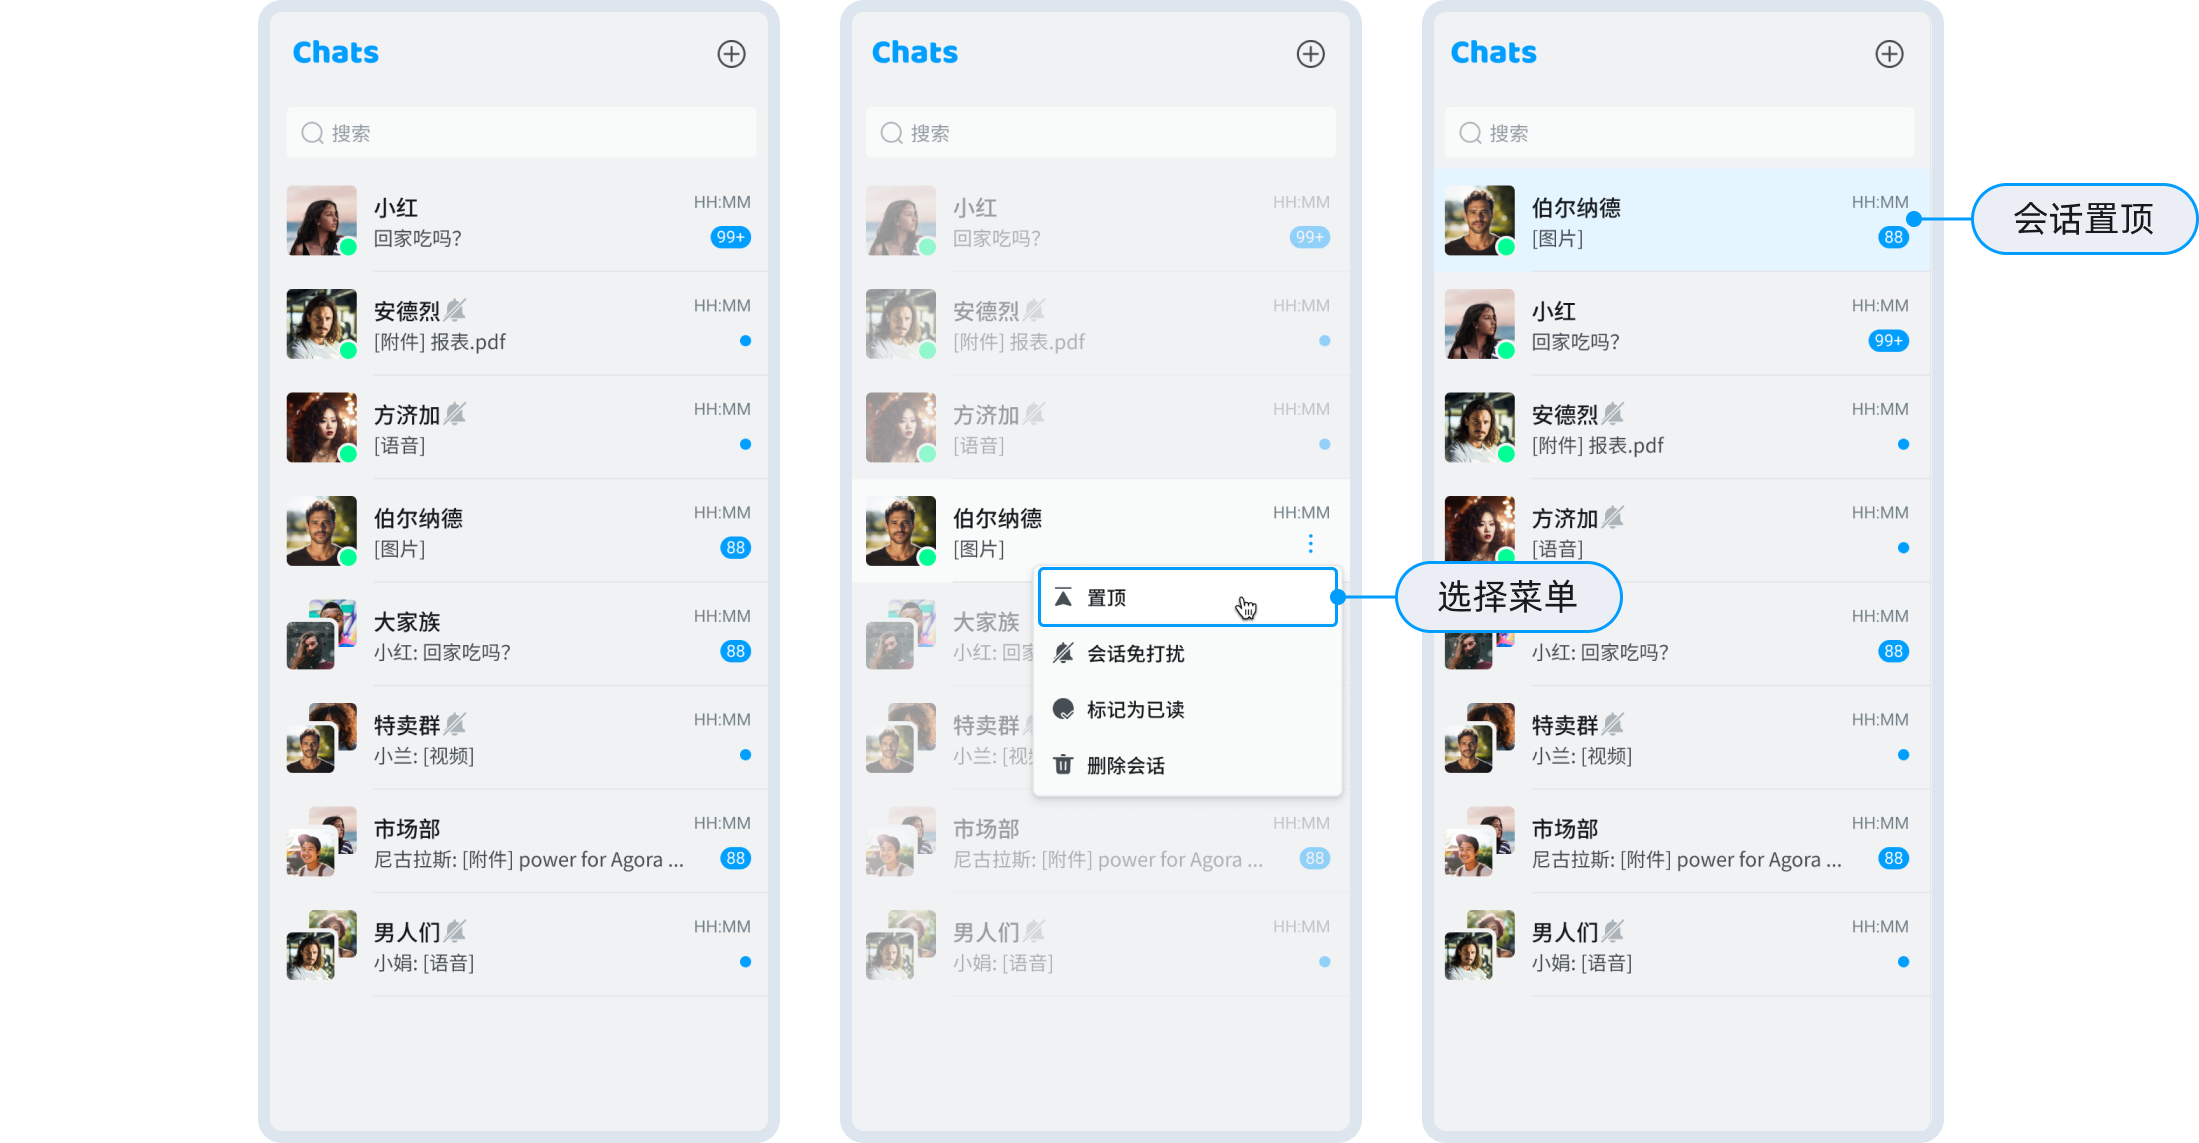 Chats
搜索
小红
HH:MM
回家吃吗?
99+
安德烈
HH:MM
[附件] 报表.pdf
方济加
HH:MM
[语音]
伯尔纳德
HH:MM
[图片]
88
大家族
HH:MM
小红: 回家吃吗?
88
特卖群
HH:MM
小兰: [视频]
市场部
HH:MM
尼古拉斯: [附件] power for Agora ...
88
男人们
HH:MM
小娟: [语音]
Chats
搜索
小红
HH:MM
回家吃吗?
99+
安德烈
HH:MM
[附件] 报表.pdf
方济加
HH:MM
[语音]
伯尔纳德
HH:MM
[图片]
置顶
会话免打扰
标记为已读
删除会话
选择菜单
大家族
小红: 回家
特卖群
小兰: [视
市场部
HH:MM
尼古拉斯: [附件] power for Agora ...
88
男人们
HH:MM
小娟: [语音]
Chats
搜索
伯尔纳德
HH:MM
[图片]
88
会话置顶
小红
HH:MM
回家吃吗?
99+
安德烈
HH:MM
[附件] 报表.pdf
方济加
HH:MM
[语音]
HH:MM
小红: 回家吃吗?
88
特卖群
HH:MM
小兰: [视频]
市场部
HH:MM
尼古拉斯: [附件] power for Agora ...
88
男人们
HH:MM
小娟: [语音]